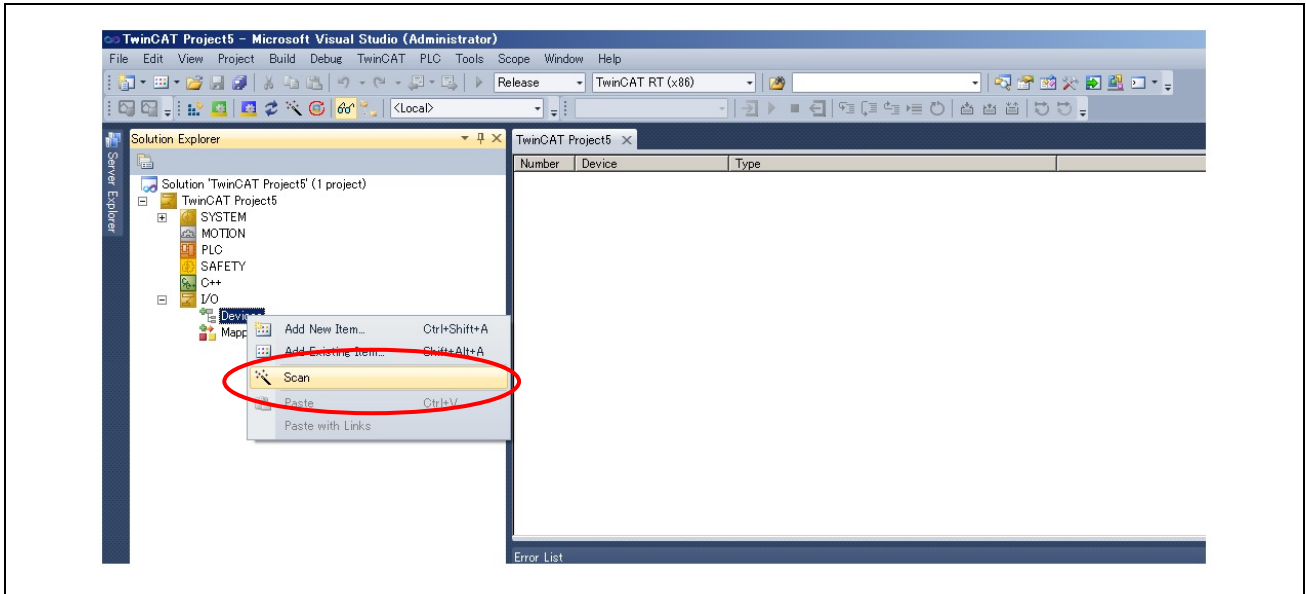 TwinCAT Project5 - Microsoft Visual Studio (Administrator)
File Edit View Project Build Debug TwinCAT PLC Tools Scope Window Help
Release TwinCAT RT (x86)
<Local>
Server Explorer
Solution Explorer
TwinCAT Project5
Number Device Type
Solution 'TwinCAT Project5' (1 project)
TwinCAT Project5
SYSTEM
MOTION
PLC
SAFETY
C++
I/O
Devices
Mapp
Add New Item... Ctrl+Shift+A
Add Existing Item... Shift+Alt+A
Scan
Paste Ctrl+V
Paste with Links
Error List